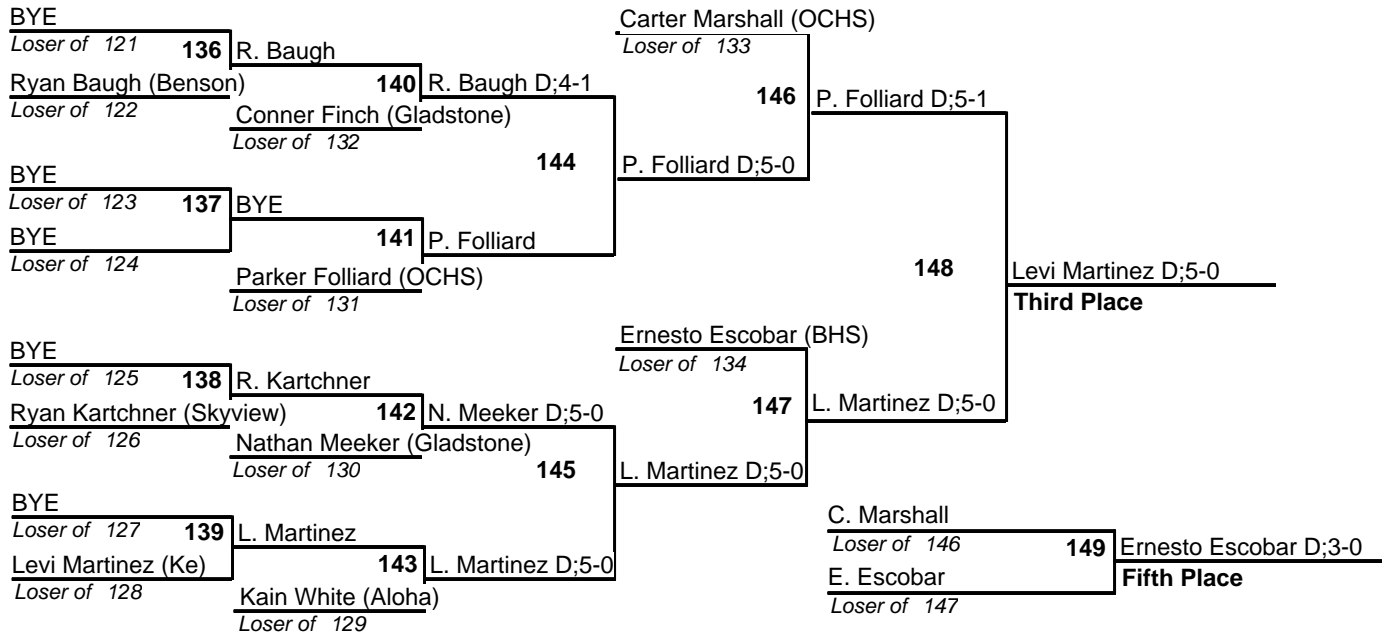 BYE
Loser of 121
136
R. Baugh
Ryan Baugh (Benson)
Loser of 122
140
R. Baugh D;4-1
Conner Finch (Gladstone)
Loser of 132
BYE
Loser of 123
137
BYE
BYE
Loser of 124
141
P. Folliard
Parker Folliard (OCHS)
Loser of 131
144
P. Folliard D;5-0
Carter Marshall (OCHS)
Loser of 133
146
P. Folliard D;5-1
BYE
Loser of 125
138
R. Kartchner
Ryan Kartchner (Skyview)
Loser of 126
142
N. Meeker D;5-0
Nathan Meeker (Gladstone)
Loser of 130
BYE
Loser of 127
139
L. Martinez
Levi Martinez (Ke)
Loser of 128
143
L. Martinez D;5-0
Kain White (Aloha)
Loser of 129
145
L. Martinez D;5-0
Ernesto Escobar (BHS)
Loser of 134
147
L. Martinez D;5-0
148
Levi Martinez D;5-0
Third Place
C. Marshall
Loser of 146
149
E. Escobar
Loser of 147
Ernesto Escobar D;3-0
Fifth Place